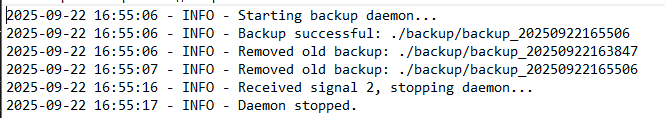 2025-09-22 16:55:06 - INFO - Starting backup daemon...
2025-09-22 16:55:06 - INFO - Backup successful: ./backup/backup_20250922165506
2025-09-22 16:55:06 - INFO - Removed old backup: ./backup/backup_20250922163847
2025-09-22 16:55:07 - INFO - Removed old backup: ./backup/backup_20250922165506
2025-09-22 16:55:16 - INFO - Received signal 2, stopping daemon...
2025-09-22 16:55:17 - INFO - Daemon stopped.